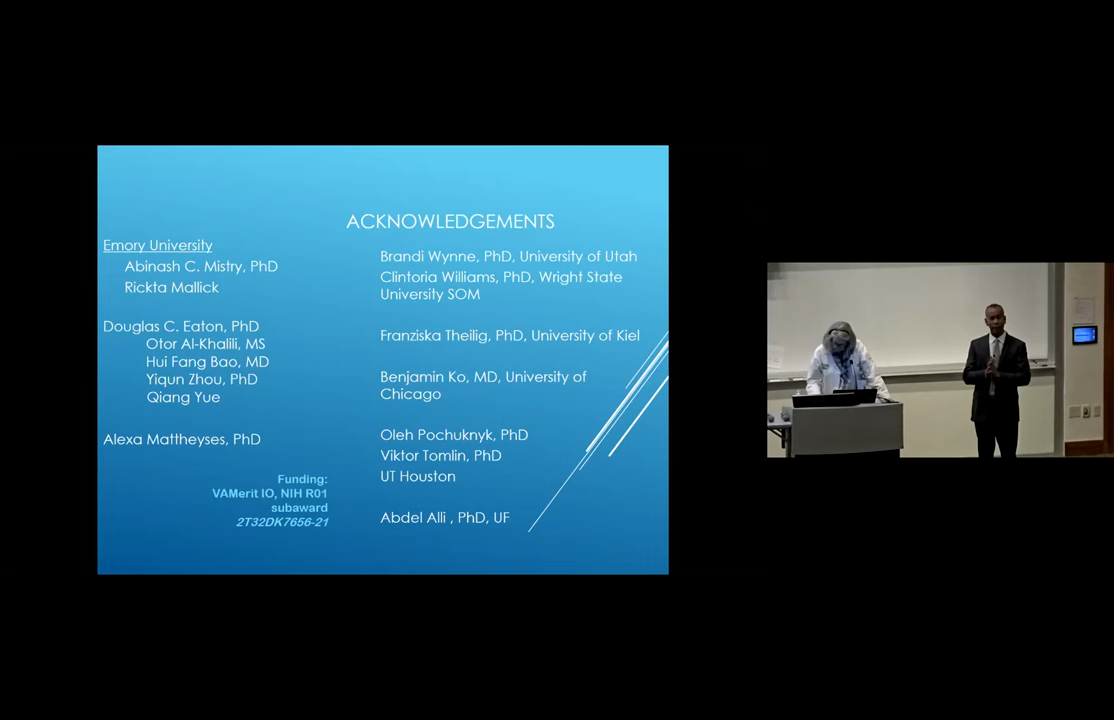 ACKNOWLEDGEMENTS
Emory University
Abinash C. Mistry, PhD
Rickta Mallick
Douglas C. Eaton, PhD
Otor Al-Khalili, MS
Hui Fang Bao, MD
Yiqun Zhou, PhD
Qiang Yue
Alexa Mattheyses, PhD
Funding:
VAMerit IO, NIH R01
subaward
2T32DK7656-21
Brandi Wynne, PhD, University of Utah
Clintoria Williams, PhD, Wright State
University SOM
Franziska Theilig, PhD, University of Kiel
Benjamin Ko, MD, University of
Chicago
Oleh Pochuknyk, PhD
Viktor Tomlin, PhD
UT Houston
Abdel Alli , PhD, UF